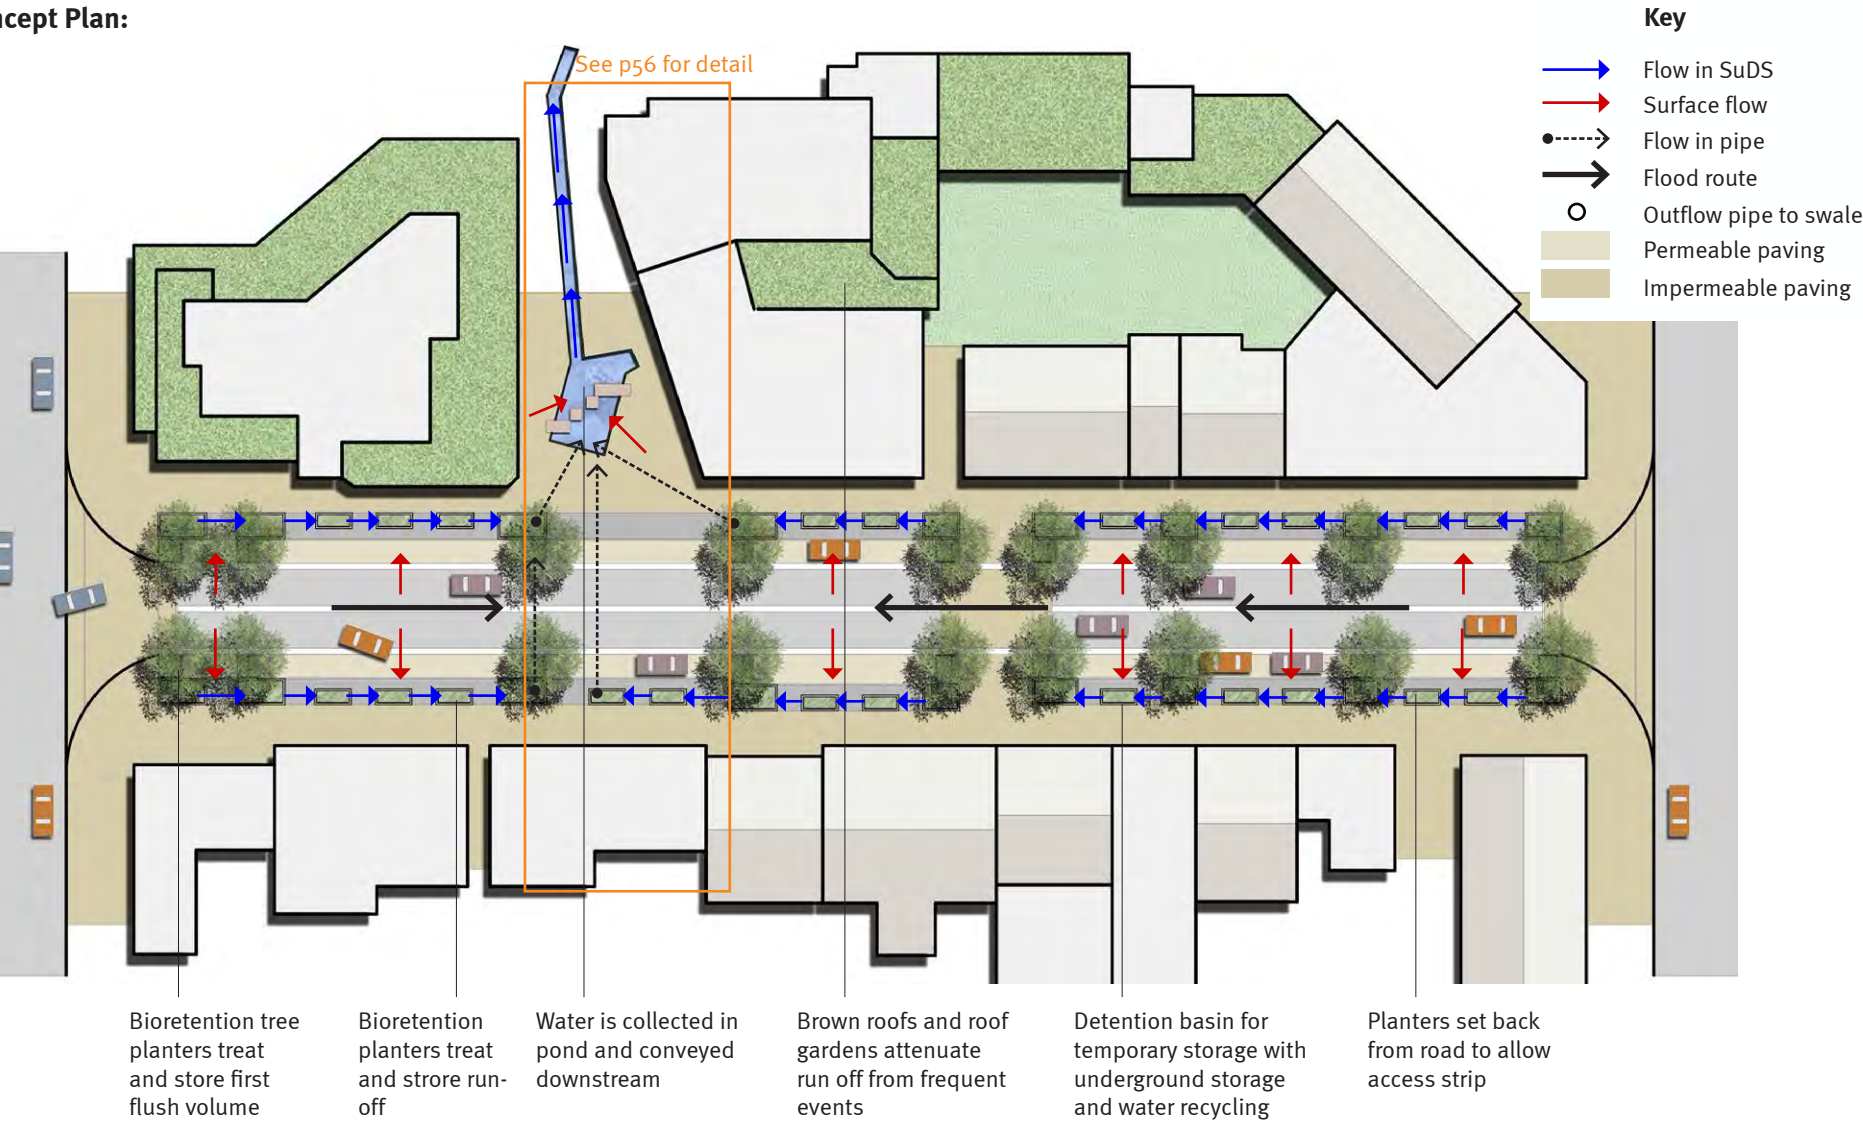 ncept Plan:
See p56 for detail
Key
Flow in SuDS
Surface flow
Flow in pipe
Flood route
Outflow pipe to swale
Permeable paving
Impermeable paving
Bioretention tree
planters treat
and store first
flush volume
Bioretention
planters treat
and strore run-
off
Water is collected in
pond and conveyed
downstream
Brown roofs and roof
gardens attenuate
run off from frequent
events
Detention basin for
temporary storage with
underground storage
and water recycling
Planters set back
from road to allow
access strip